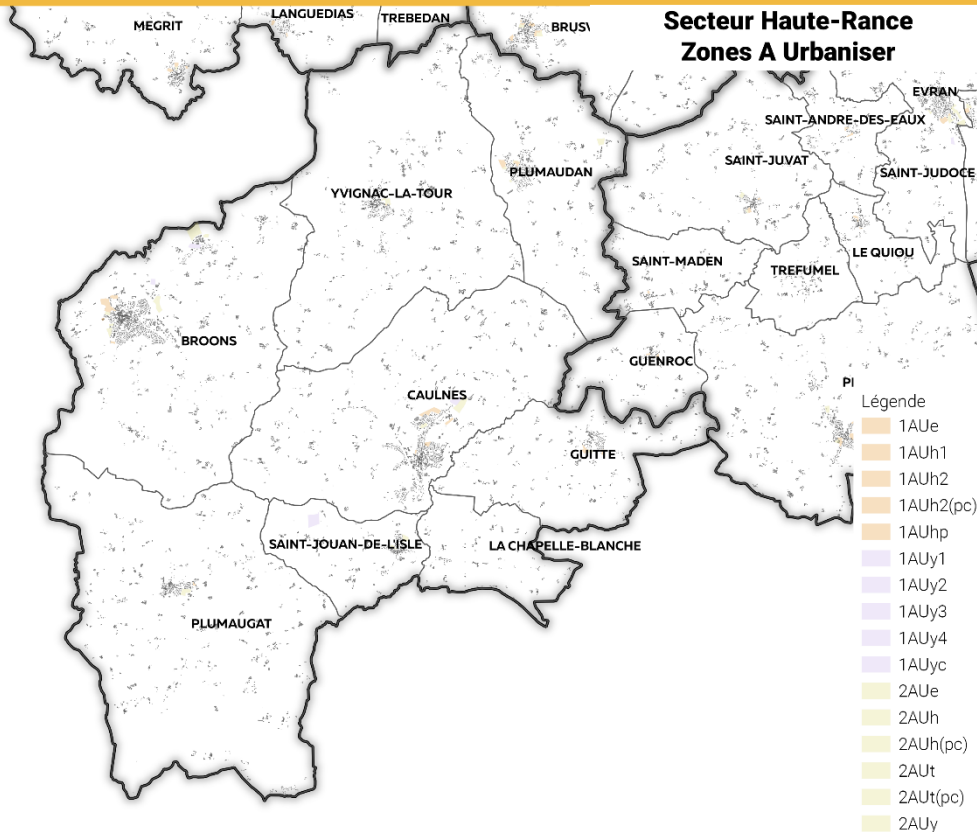 Secteur Haute-Rance
Zones A Urbaniser
MEGRIT
LANGUEDIAS
TREBEDAN
EVRAN
SAINT-ANDRE-DES-EAUX
SAINT-JUVAT
SAINT-JUDOCE
PLUMAUDAN
YVIGNAC-LA-TOUR
SAINT-MADEN
TREFUMEL
LE QUIOU
BROONS
GUENROC
CAULNES
GUITTE
SAINT-JOUAN-DE-L'ISLE
LA CHAPELLE-BLANCHE
PLUMAUGAT
Légende
1AUe
1AUh1
1AUh2
1AUh2(pc)
1AUhp
1AUy1
1AUy2
1AUy3
1AUy4
1AUyc
2AUe
2AUh
2AUh(pc)
2AUt
2AUt(pc)
2AUy